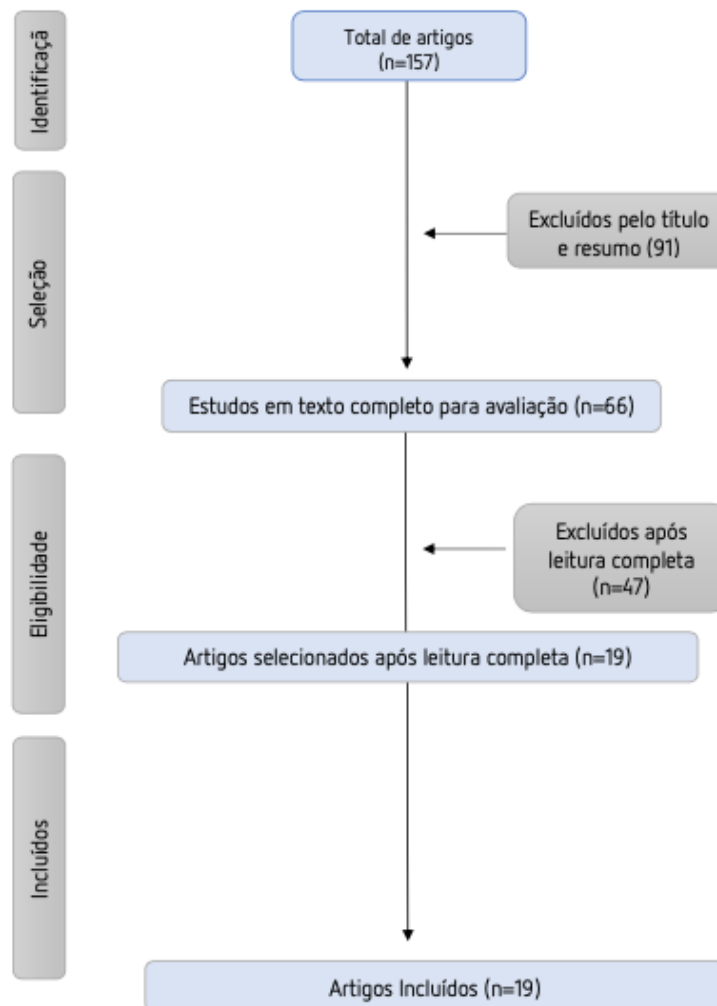 Identificaçã
Total de artigos
(n=157)
Seleção
Excluídos pelo título
e resumo (91)
Estudos em texto completo para avaliação (n=66)
Eligibilidade
Excluídos após
leitura completa
(n=47)
Artigos selecionados após leitura completa (n=19)
Incluídos
Artigos Incluídos (n=19)